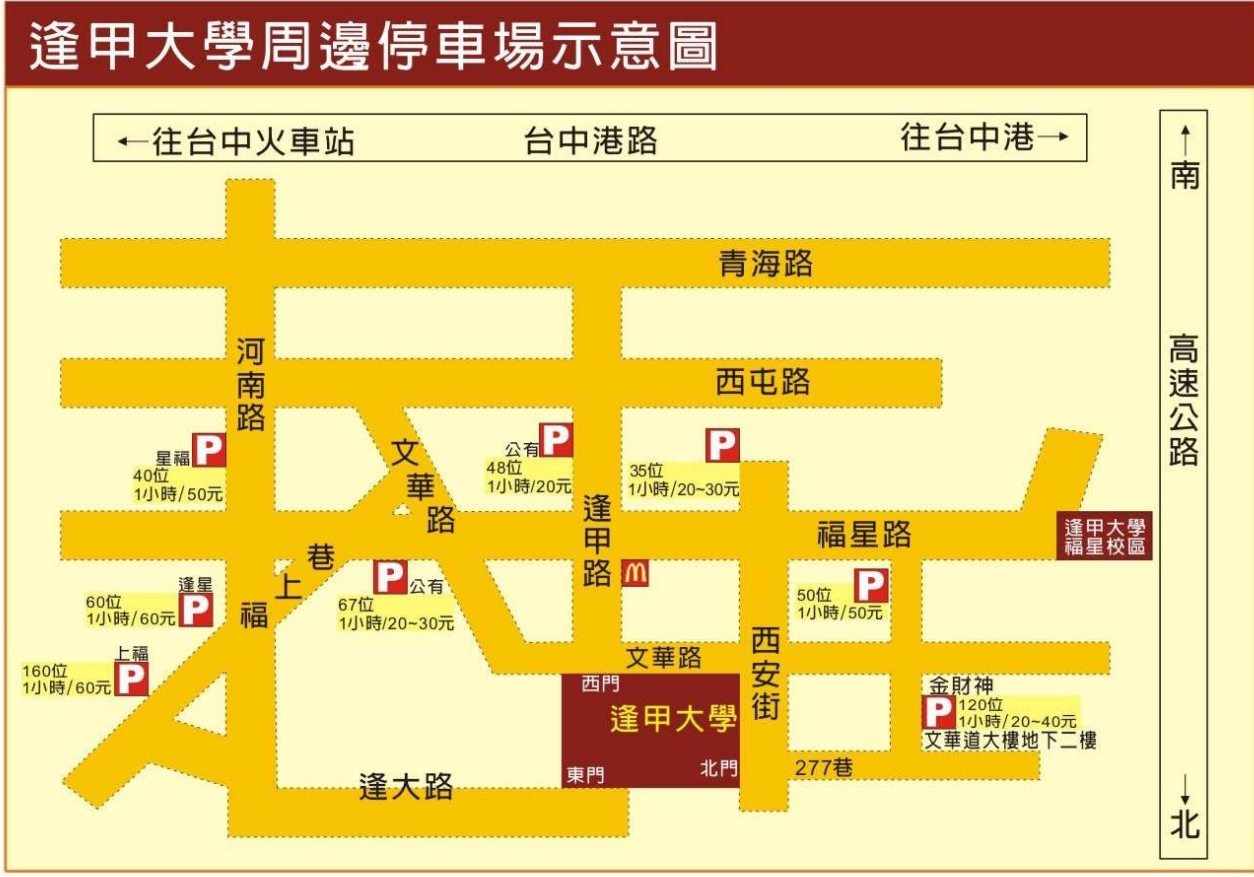 逢甲大學周邊停車場示意圖
←往台中火車站 台中港路 往台中港→
↑南
高速公路
↓北
青海路
河南路
西屯路
星福 P
40位
1小時/50元
文華路
公有 P
48位
1小時/20元
P
35位
1小時/20~30元
逢甲路
福星路
逢甲大學
福星校區
福上巷
逢星
60位
1小時/60元
P
公有
P
67位
1小時/20~30元
P
50位
1小時/50元
上福
160位
1小時/60元
P
文華路
西安街
西門
逢甲大學
東門
北門
金財神
P
120位
1小時/20~40元
文華道大樓地下二樓
277巷
逢大路